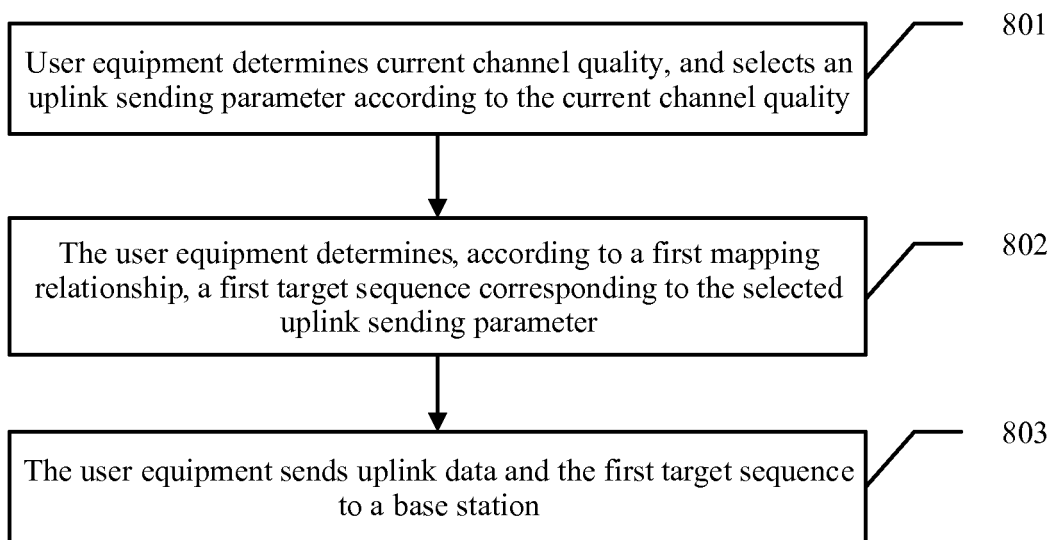 801
User equipment determines current channel quality, and selects an
uplink sending parameter according to the current channel quality
802
The user equipment determines, according to a first mapping
relationship, a first target sequence corresponding to the selected
uplink sending parameter
803
The user equipment sends uplink data and the first target sequence
to a base station